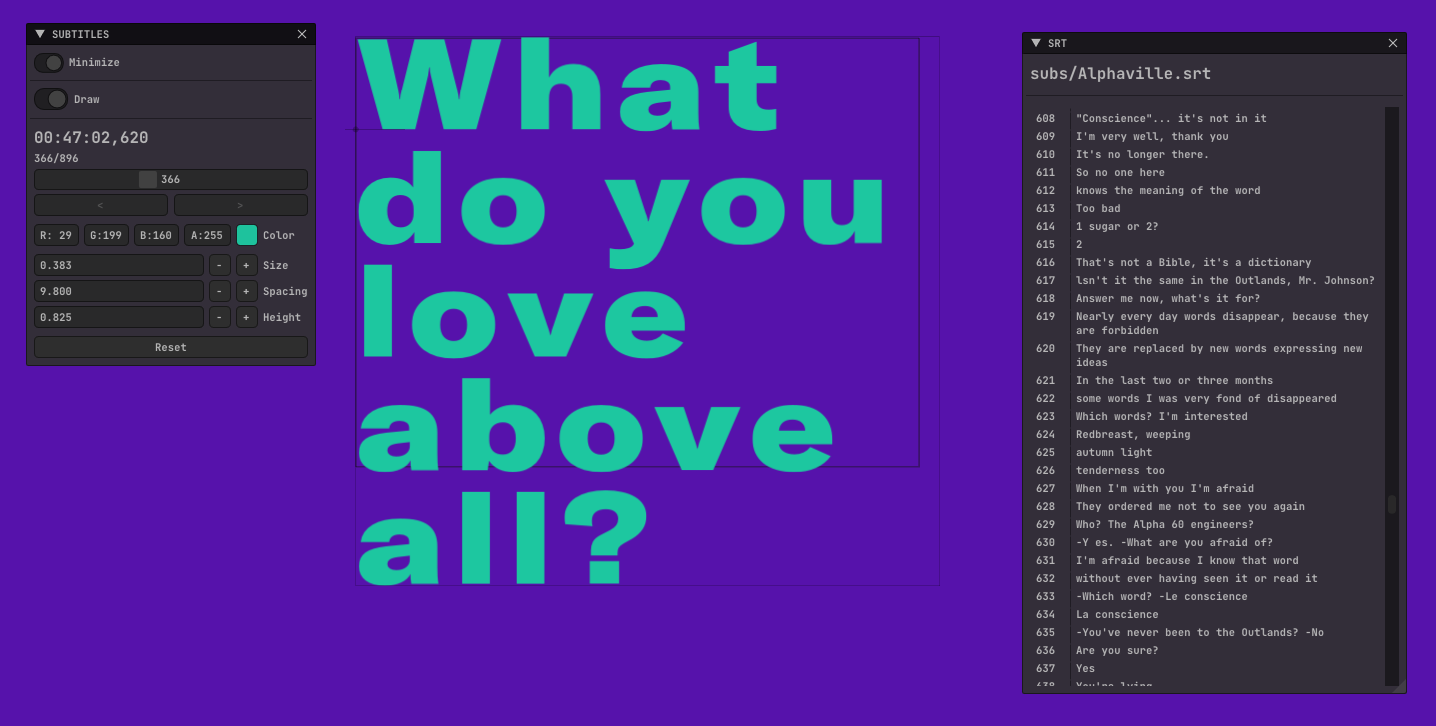 SUBTITLES
Minimize
Draw
00:47:02,620
366/896
366
< >
R: 29 G:199 B:160 A:255 Color
0.383 - + Size
9.800 - + Spacing
0.825 - + Height
Reset
What
do you
love
above
all?
SRT
subs/Alphaville.srt
608 "Conscience"... it's not in it
609 I'm very well, thank you
610 It's no longer there.
611 So no one here
612 knows the meaning of the word
613 Too bad
614 1 sugar or 2?
615 2
616 That's not a Bible, it's a dictionary
617 lsn't it the same in the Outlands, Mr. Johnson?
618 Answer me now, what's it for?
619 Nearly every day words disappear, because they
are forbidden
620 They are replaced by new words expressing new
ideas
621 In the last two or three months
622 some words I was very fond of disappeared
623 Which words? I'm interested
624 Redbreast, weeping
625 autumn light
626 tenderness too
627 When I'm with you I'm afraid
628 They ordered me not to see you again
629 Who? The Alpha 60 engineers?
630 -Y es. -What are you afraid of?
631 I'm afraid because I know that word
632 without ever having seen it or read it
633 -Which word? -Le conscience
634 La conscience
635 -You've never been to the Outlands? -No
636 Are you sure?
637 Yes
638 You're lying